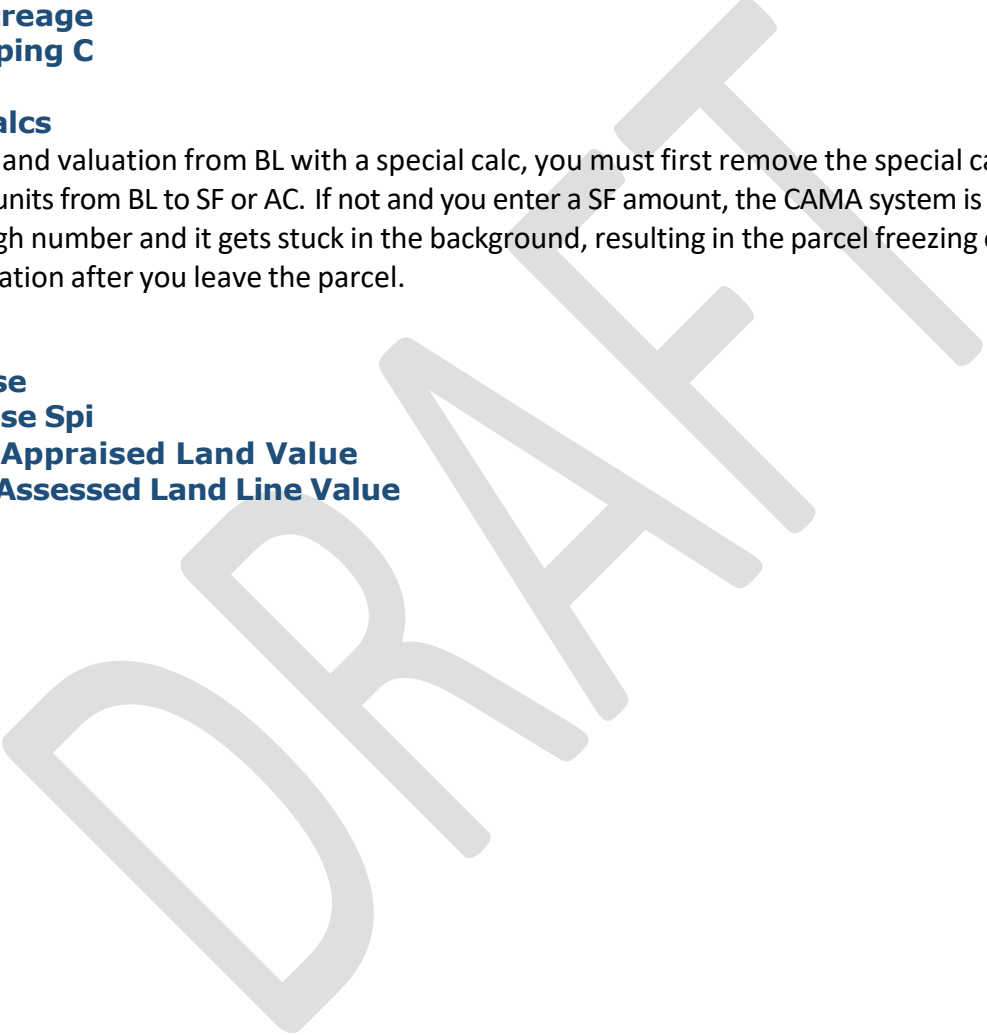 creage
ping C
alcs
and valuation from BL with a special calc, you must first remove the special ca
units from BL to SF or AC. If not and you enter a SF amount, the CAMA system is
gh number and it gets stuck in the background, resulting in the parcel freezing
ation after you leave the parcel.
se
se Spi
Appraised Land Value
Assessed Land Line Value
DRAFT